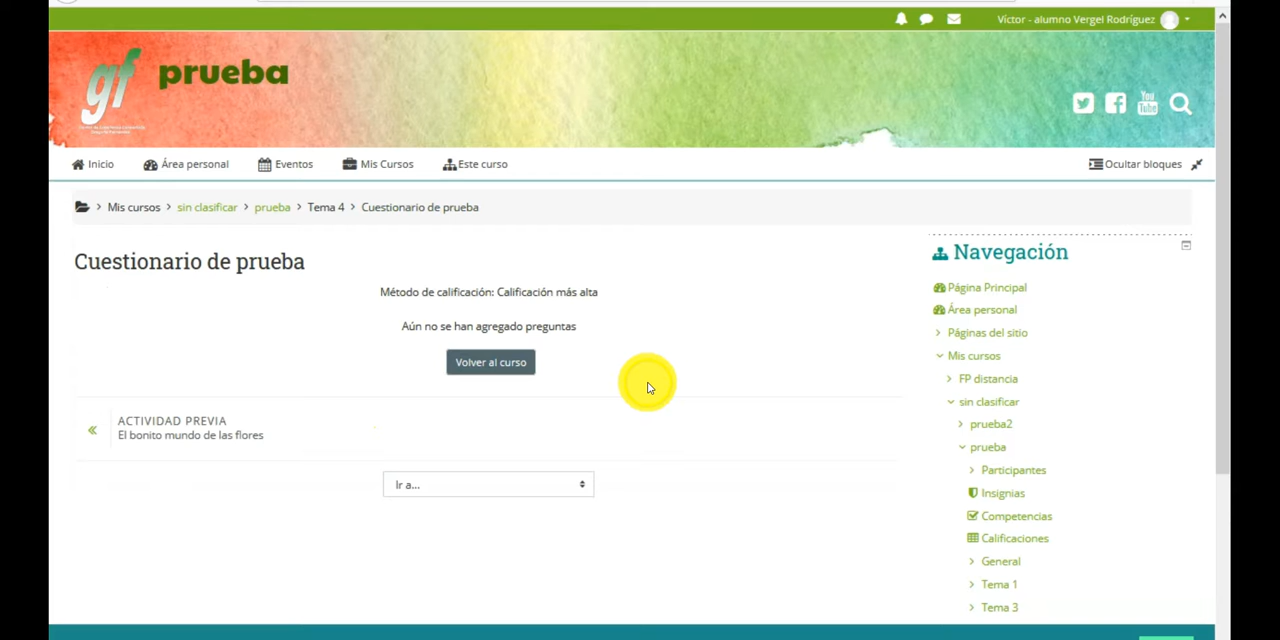 Víctor - alumno Vergel Rodríguez
gf
prueba
You
Tube
Inicio
Área personal
Eventos
Mis Cursos
Este curso
Ocultar bloques
> Mis cursos > sin clasificar > prueba > Tema 4 > Cuestionario de prueba
Cuestionario de prueba
Método de calificación: Calificación más alta
Aún no se han agregado preguntas
Volver al curso
ACTIVIDAD PREVIA
El bonito mundo de las flores
Ir a...
Navegación
Página Principal
Área personal
Páginas del sitio
Mis cursos
FP distancia
sin clasificar
prueba2
prueba
Participantes
Insignias
Competencias
Calificaciones
General
Tema 1
Tema 3